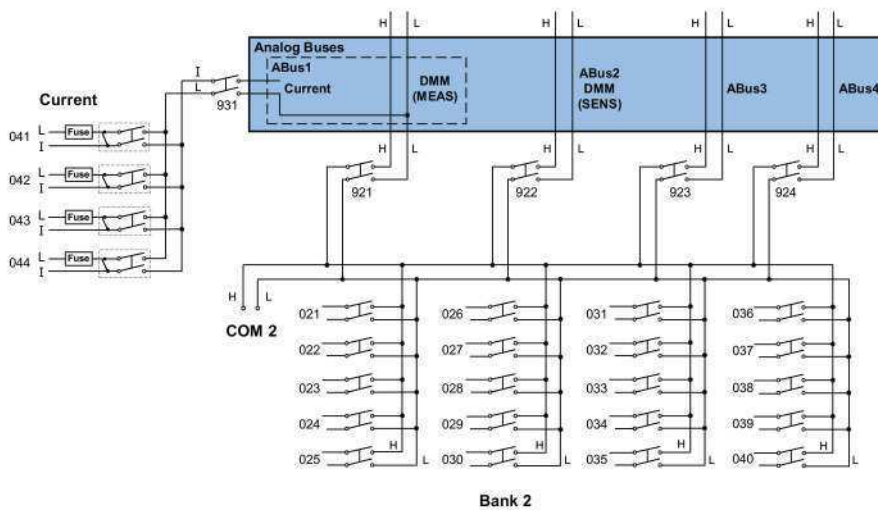 H L H L H L H L
Analog Buses
ABus1
I
Current
L
931
DMM
(MEAS)
ABus2
DMM
(SENS)
ABus3
ABus4
Current
041 L Fuse
I
042 L Fuse
I
043 L Fuse
I
044 L Fuse
I
H L H L H L H L
921 922 923 924
H L
COM 2
021 026 031 036
022 027 032 037
023 028 033 038
024 029 034 039
H H H H
025 L 030 L 035 L 040 L
Bank 2